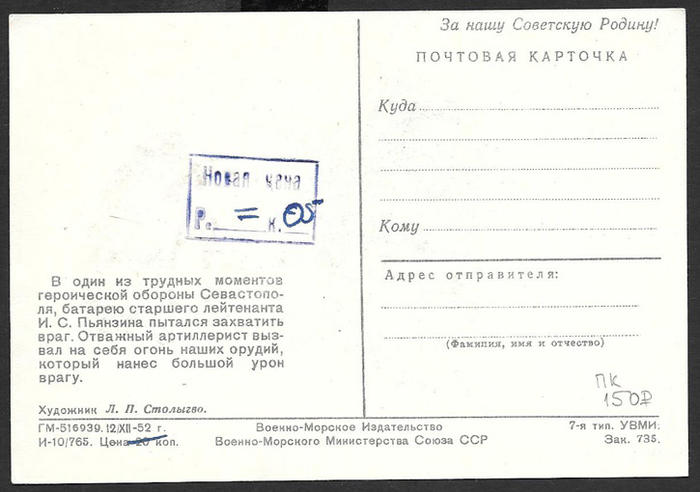 За нашу Советскую Родину!
ПОЧТОВАЯ КАРТОЧКА
Куда
Кому
Адрес отправителя:
(Фамилия, имя и отчество)
Новая цена
Р. = к. 05
В один из трудных моментов
героической обороны Севастопо-
ля, батарею старшего лейтенанта
И. С. Пьянзина пытался захватить
враг. Отважный артиллерист выз-
вал на себя огонь наших орудий,
который нанес большой урон
врагу.
Художник Л. П. Столыгво.
ПК
150₽
ГМ-516939. 12/XII-52 г.
И-10/765. Цена 20 коп.
Военно-Морское Издательство
Военно-Морского Министерства Союза ССР
7-я тип. УВМИ.
Зак. 735.